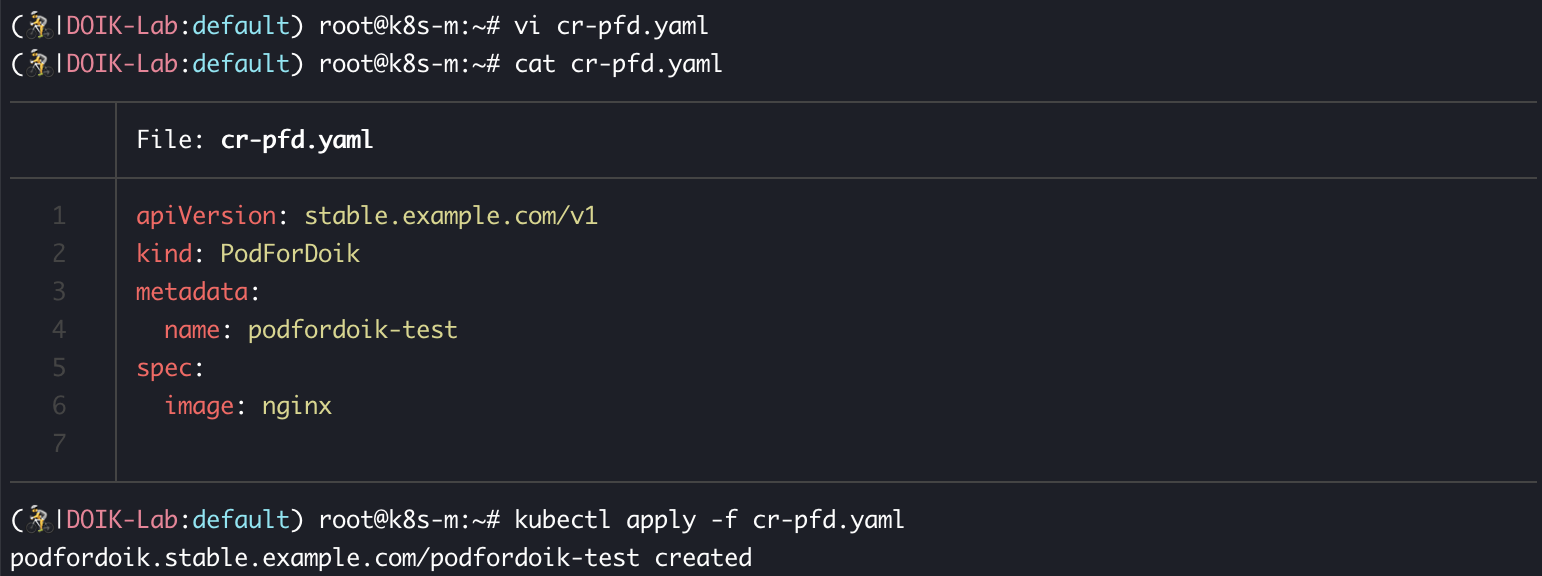 (🚴|DOIK-Lab:default) root@k8s-m:~# vi cr-pfd.yaml
(🚴|DOIK-Lab:default) root@k8s-m:~# cat cr-pfd.yaml
File: cr-pfd.yaml
1 apiVersion: stable.example.com/v1
2 kind: PodForDoik
3 metadata:
4   name: podfordoik-test
5 spec:
6   image: nginx
7
(🚴|DOIK-Lab:default) root@k8s-m:~# kubectl apply -f cr-pfd.yaml
podfordoik.stable.example.com/podfordoik-test created